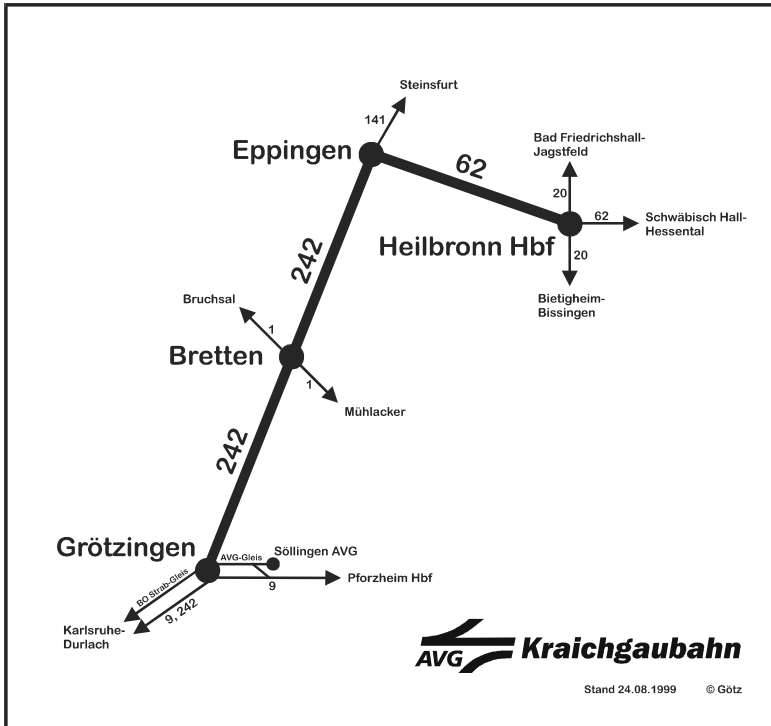 Steinsfurt
141
Eppingen
62
Bad Friedrichshall-
Jagstfeld
20
62
Schwäbisch Hall-
Hessental
Heilbronn Hbf
20
Bietigheim-
Bissingen
242
Bruchsal
1
Bretten
1
Mühlacker
242
Grötzingen
AVG-Gleis
Söllingen AVG
9
Pforzheim Hbf
BO Strab-Gleis
9, 242
Karlsruhe-
Durlach
AVG Kraichgaubahn
Stand 24.08.1999 © Götz